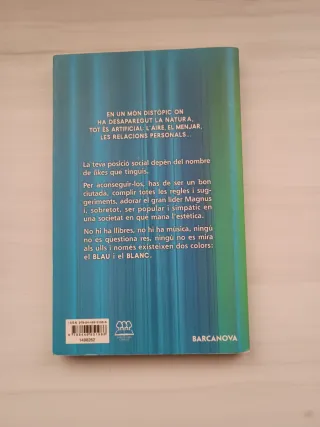 EN UN MON DISTÒPIC ON
HA DESAPAREGUT LA NATURA,
TOT ÉS ARTIFICIAL: L'AIRE, EL MENJAR,
LES RELACIONS PERSONALS...
La teva posició social depèn del nombre
de likes que tinguis.
Per aconseguir-los, has de ser un bon
ciutadà, complir totes les regles i sug-
geriments, adorar el gran líder Magnus
i, sobretot, ser popular i simpàtic en
una societat en què mana l'estètica.
No hi ha llibres, no hi ha música, ningú
no es qüestiona res, ningú no es mira
als ulls i només existeixen dos colors:
el BLAU i el BLANC.
BARCANOVA